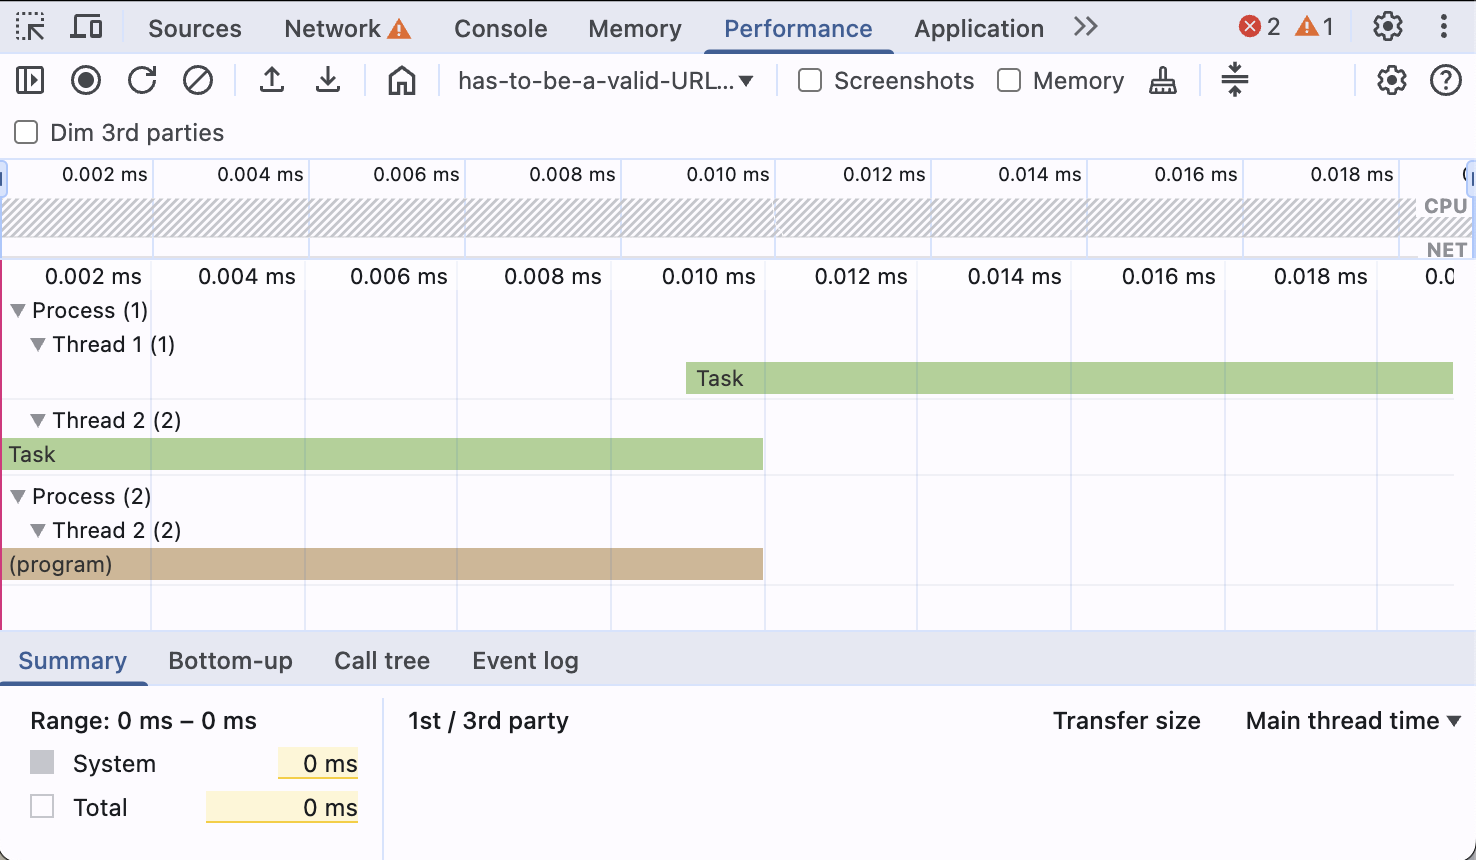 Sources Network Console Memory Performance Application 2 1
has-to-be-a-valid-URL... Screenshots Memory
Dim 3rd parties
0.002 ms 0.004 ms 0.006 ms 0.008 ms 0.010 ms 0.012 ms 0.014 ms 0.016 ms 0.018 ms
CPU
NET
0.002 ms 0.004 ms 0.006 ms 0.008 ms 0.010 ms 0.012 ms 0.014 ms 0.016 ms 0.018 ms 0.0
Process (1)
Thread 1 (1)
Task
Thread 2 (2)
Task
Process (2)
Thread 2 (2)
(program)
Summary Bottom-up Call tree Event log
Range: 0 ms – 0 ms 1st / 3rd party Transfer size Main thread time
System 0 ms
Total 0 ms